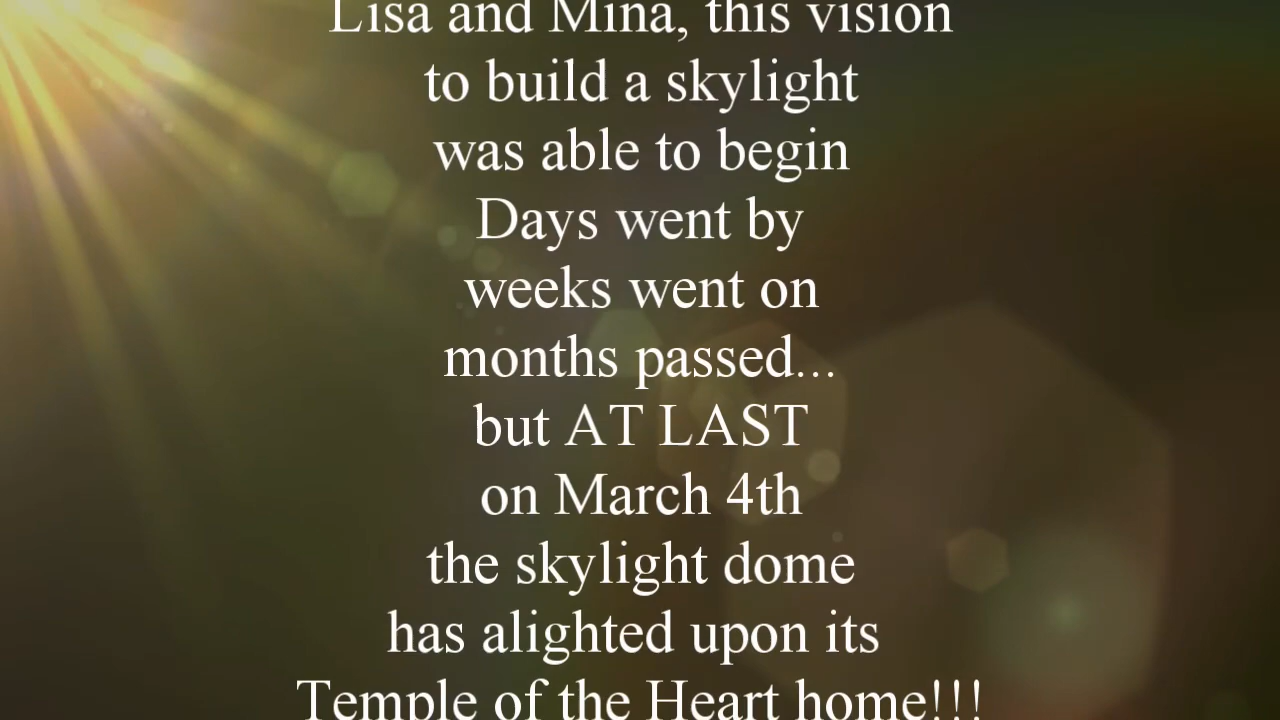 Lisa and Mina, this vision
to build a skylight
was able to begin
Days went by
weeks went on
months passed...
but AT LAST
on March 4th
the skylight dome
has alighted upon its
Temple of the Heart home!!!